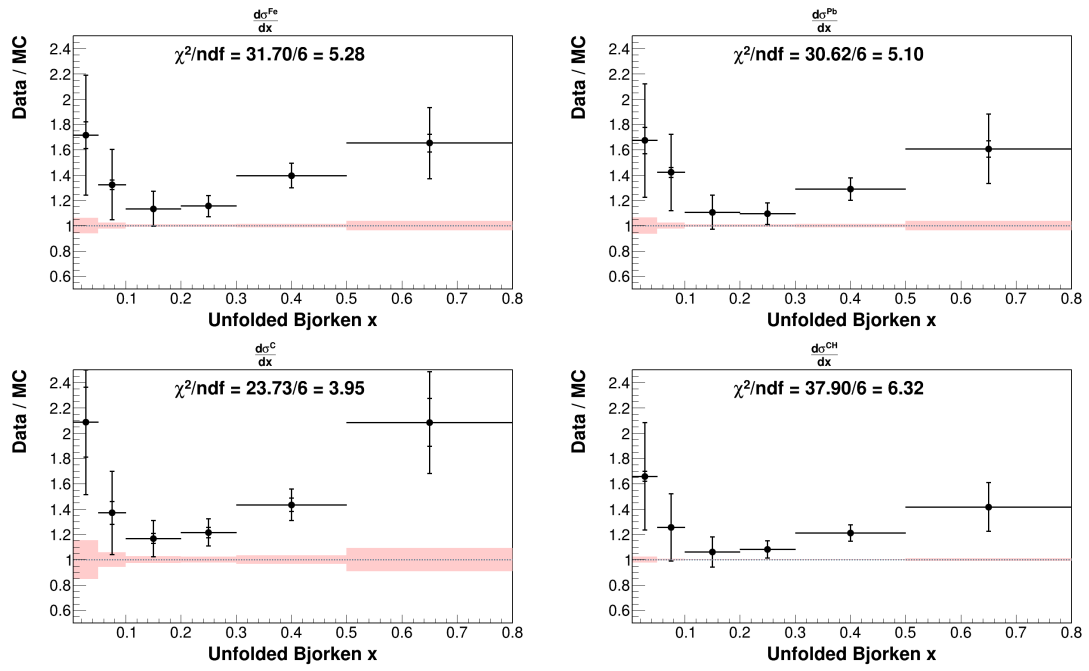 dσ^Fe
dx
χ²/ndf = 31.70/6 = 5.28
Data / MC
2.4
2.2
2
1.8
1.6
1.4
1.2
1
0.8
0.6
0.1 0.2 0.3 0.4 0.5 0.6 0.7 0.8
Unfolded Bjorken x
dσ^Pb
dx
χ²/ndf = 30.62/6 = 5.10
Data / MC
2.4
2.2
2
1.8
1.6
1.4
1.2
1
0.8
0.6
0.1 0.2 0.3 0.4 0.5 0.6 0.7 0.8
Unfolded Bjorken x
dσ^C
dx
χ²/ndf = 23.73/6 = 3.95
Data / MC
2.4
2.2
2
1.8
1.6
1.4
1.2
1
0.8
0.6
0.1 0.2 0.3 0.4 0.5 0.6 0.7 0.8
Unfolded Bjorken x
dσ^CH
dx
χ²/ndf = 37.90/6 = 6.32
Data / MC
2.4
2.2
2
1.8
1.6
1.4
1.2
1
0.8
0.6
0.1 0.2 0.3 0.4 0.5 0.6 0.7 0.8
Unfolded Bjorken x